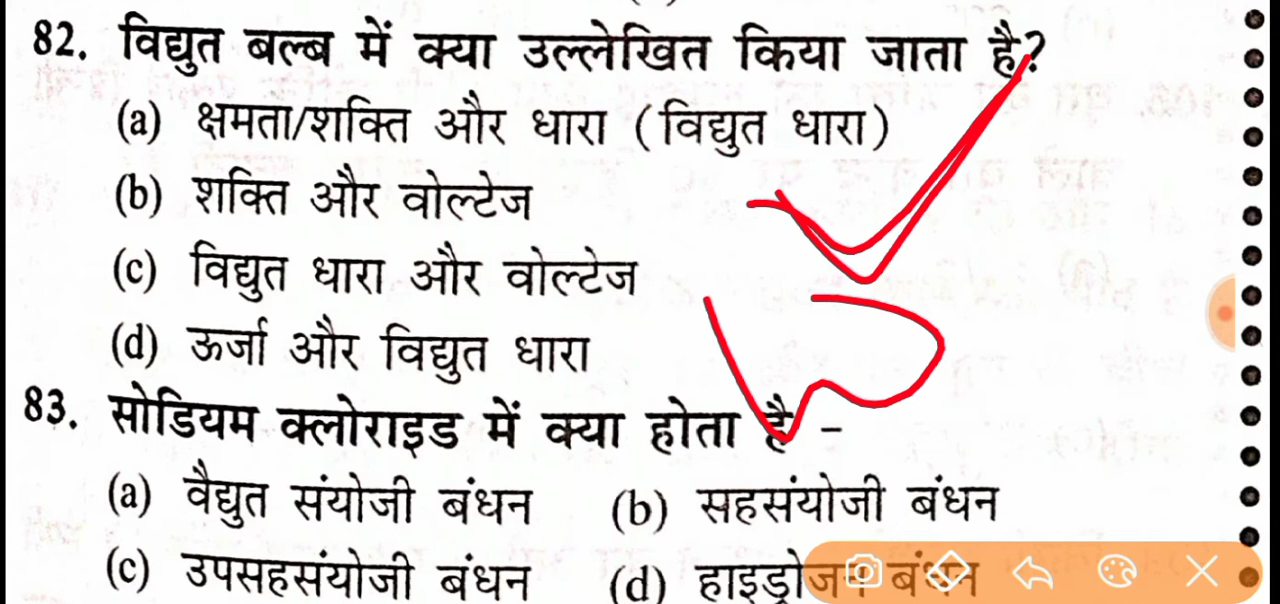 82. विद्युत बल्ब में क्या उल्लेखित किया जाता है?
(a) क्षमता/शक्ति और धारा (विद्युत धारा)
(b) शक्ति और वोल्टेज
(c) विद्युत धारा और वोल्टेज
(d) ऊर्जा और विद्युत धारा
83. सोडियम क्लोराइड में क्या होता है -
(a) वैद्युत संयोजी बंधन (b) सहसंयोजी बंधन
(c) उपसहसंयोजी बंधन (d) हाइड्रोजन बंधन